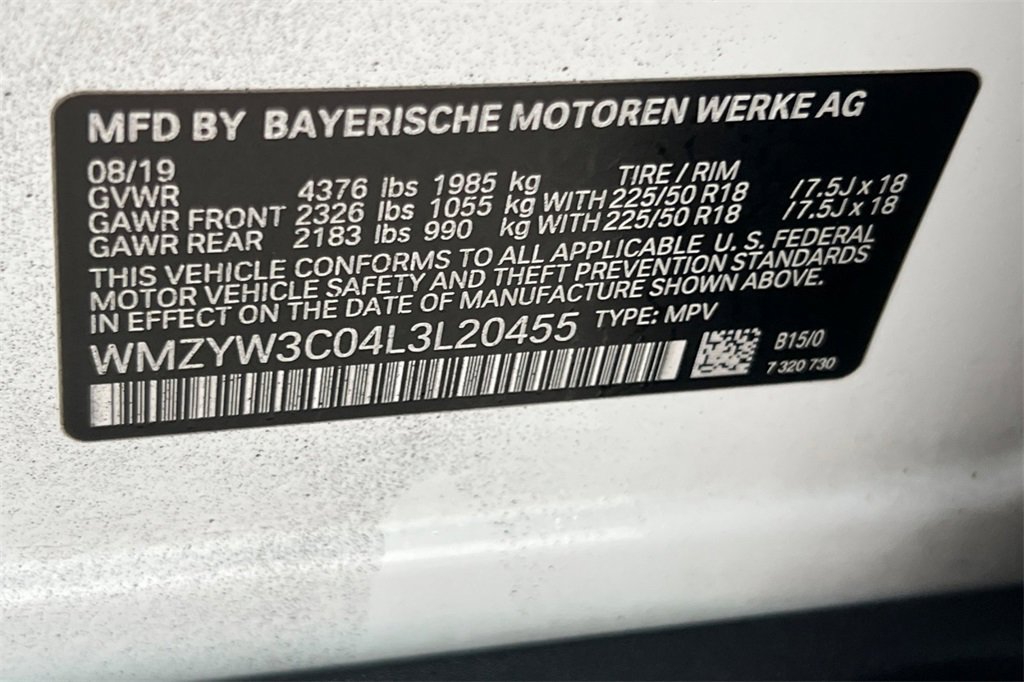 MFD BY BAYERISCHE MOTOREN WERKE AG
08/19 TIRE / RIM
GVWR 4376 lbs 1985 kg
GAWR FRONT 2326 lbs 1055 kg WITH 225/50 R18 /7.5J x 18
GAWR REAR 2183 lbs 990 kg WITH 225/50 R18 /7.5J x 18
THIS VEHICLE CONFORMS TO ALL APPLICABLE U. S. FEDERAL
MOTOR VEHICLE SAFETY AND THEFT PREVENTION STANDARDS
IN EFFECT ON THE DATE OF MANUFACTURE SHOWN ABOVE.
WMZYW3C04L3L20455 TYPE: MPV
B15/0
7 320 730